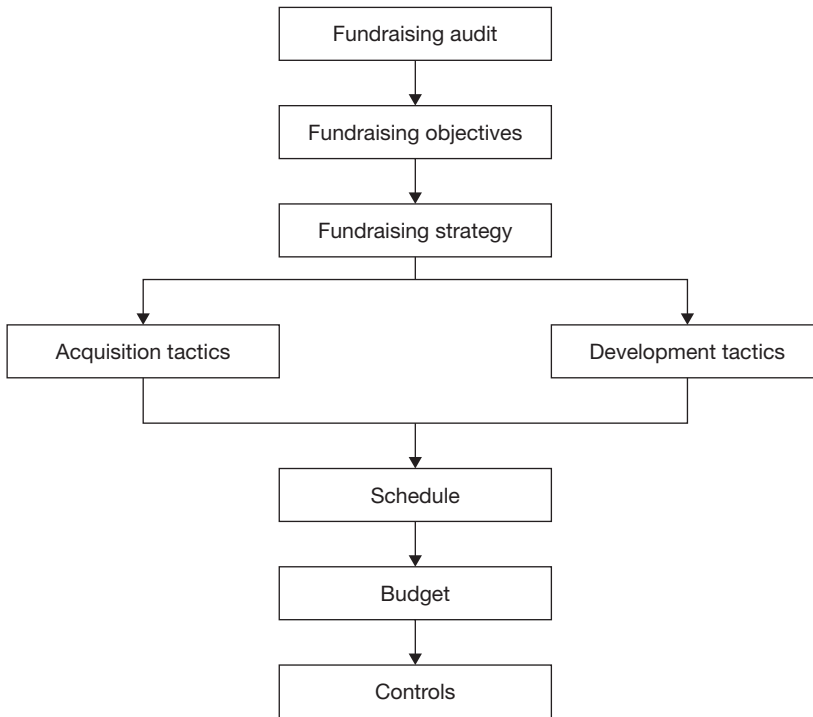 Fundraising audit
Fundraising objectives
Fundraising strategy
Acquisition tactics
Development tactics
Schedule
Budget
Controls